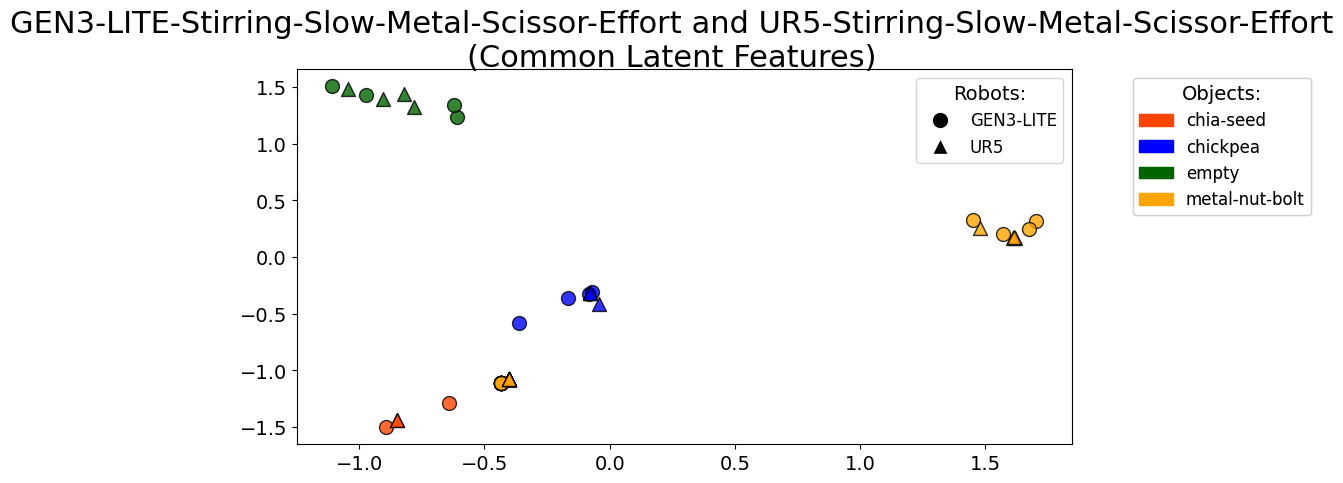 GEN3-LITE-Stirring-Slow-Metal-Scissor-Effort and UR5-Stirring-Slow-Metal-Scissor-Effort
(Common Latent Features)
Robots:
GEN3-LITE
UR5
Objects:
chia-seed
chickpea
empty
metal-nut-bolt
1.5
1.0
0.5
0.0
−0.5
−1.0
−1.5
−1.0
−0.5
0.0
0.5
1.0
1.5